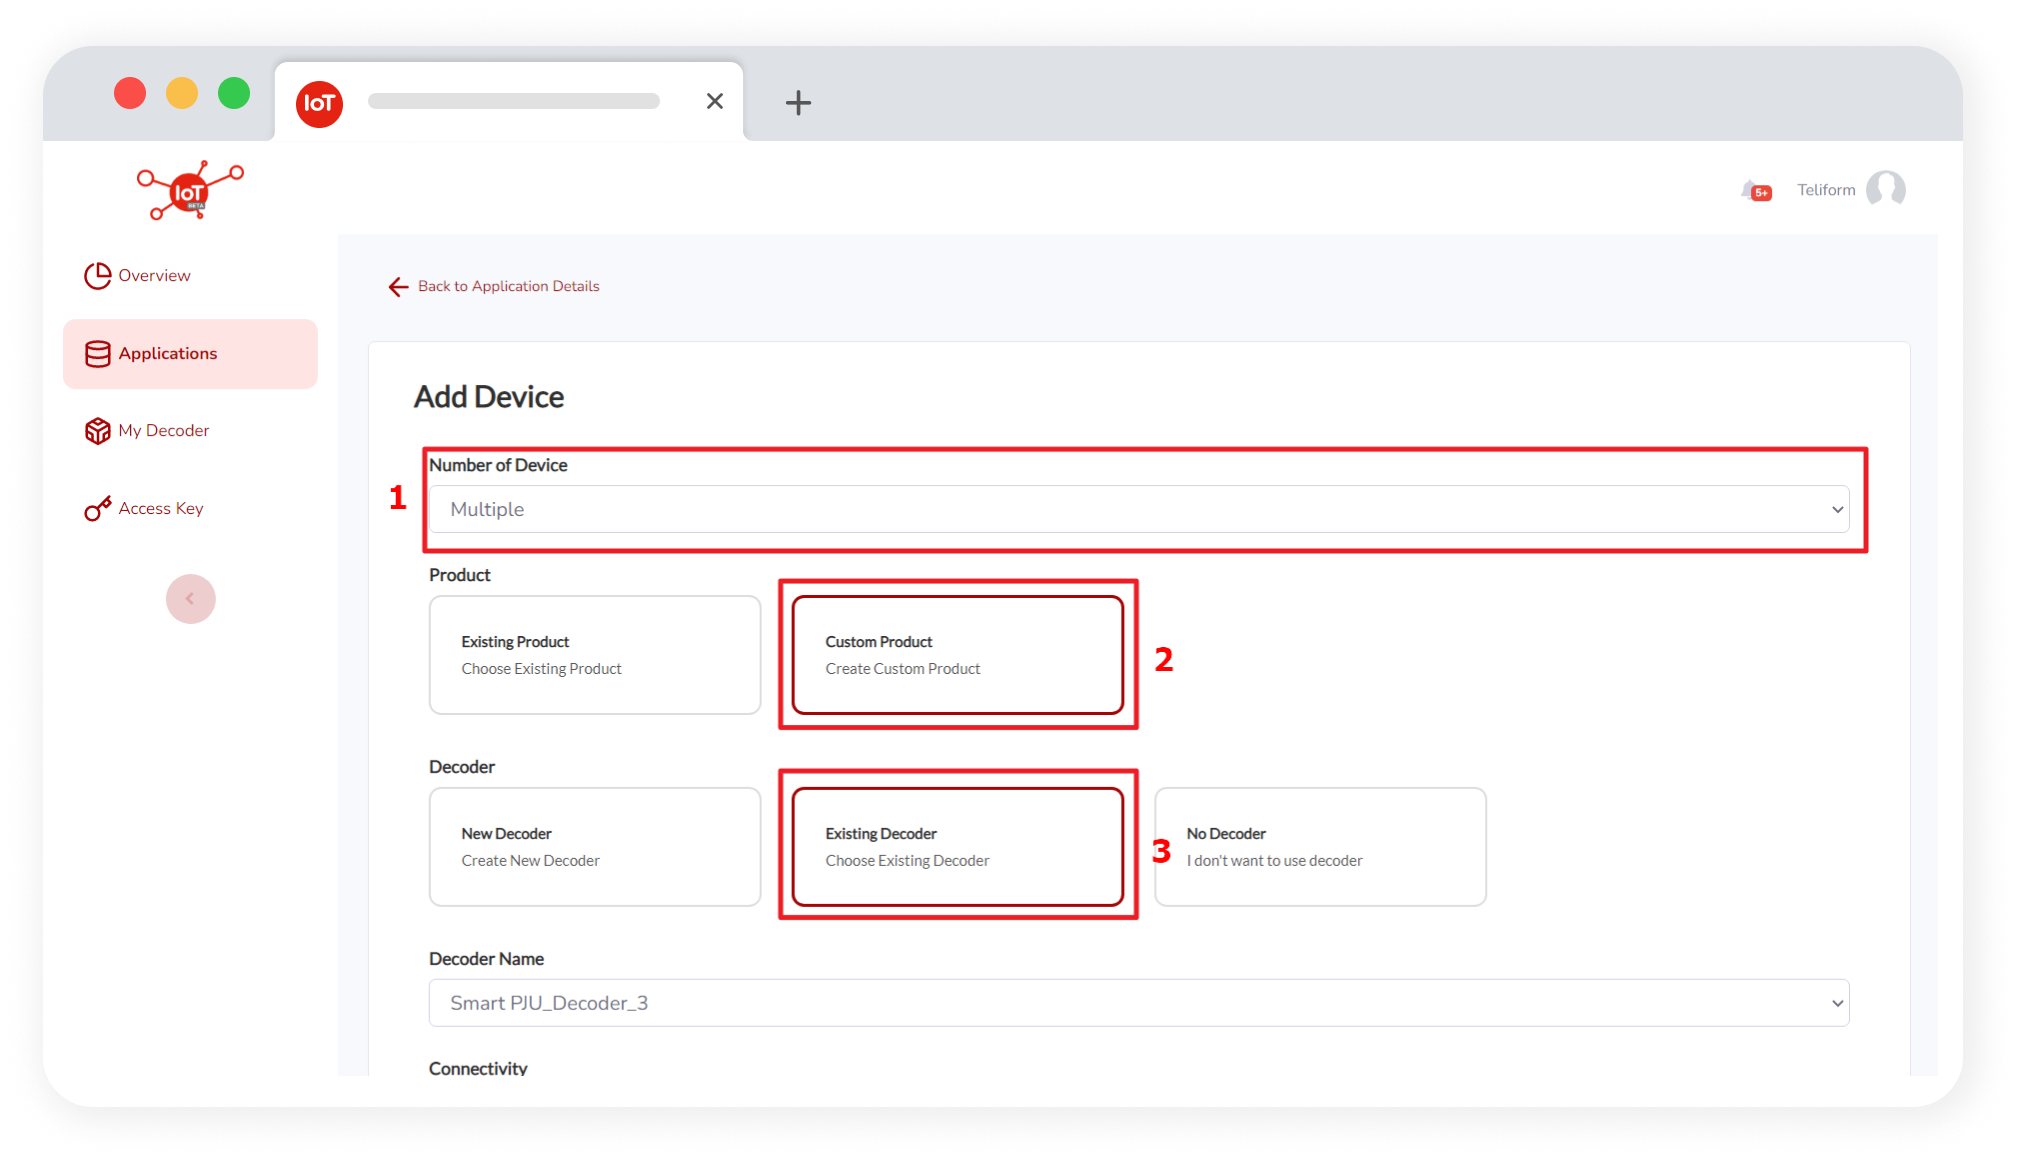 IoT
IoT
BETA
5+
Teliform
Overview
Back to Application Details
Applications
Add Device
My Decoder
Number of Device
1
Multiple
Access Key
Product
Existing Product
Choose Existing Product
Custom Product
Create Custom Product
2
Decoder
New Decoder
Create New Decoder
Existing Decoder
Choose Existing Decoder
3
No Decoder
I don't want to use decoder
Decoder Name
Smart PJU_Decoder_3
Connectivity